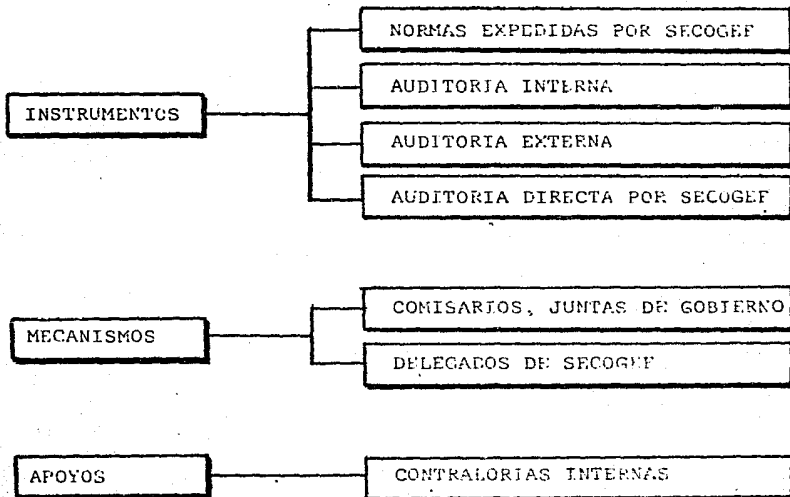 NORMAS EXPEDIDAS POR SECOGEF
AUDITORIA INTERNA
INSTRUMENTOS
AUDITORIA EXTERNA
AUDITORIA DIRECTA POR SECOGEF
COMISARIOS, JUNTAS DE GOBIERNO
MECANISMOS
DELEGADOS DE SECOGEF
APOYOS
CONTRALORIAS INTERNAS